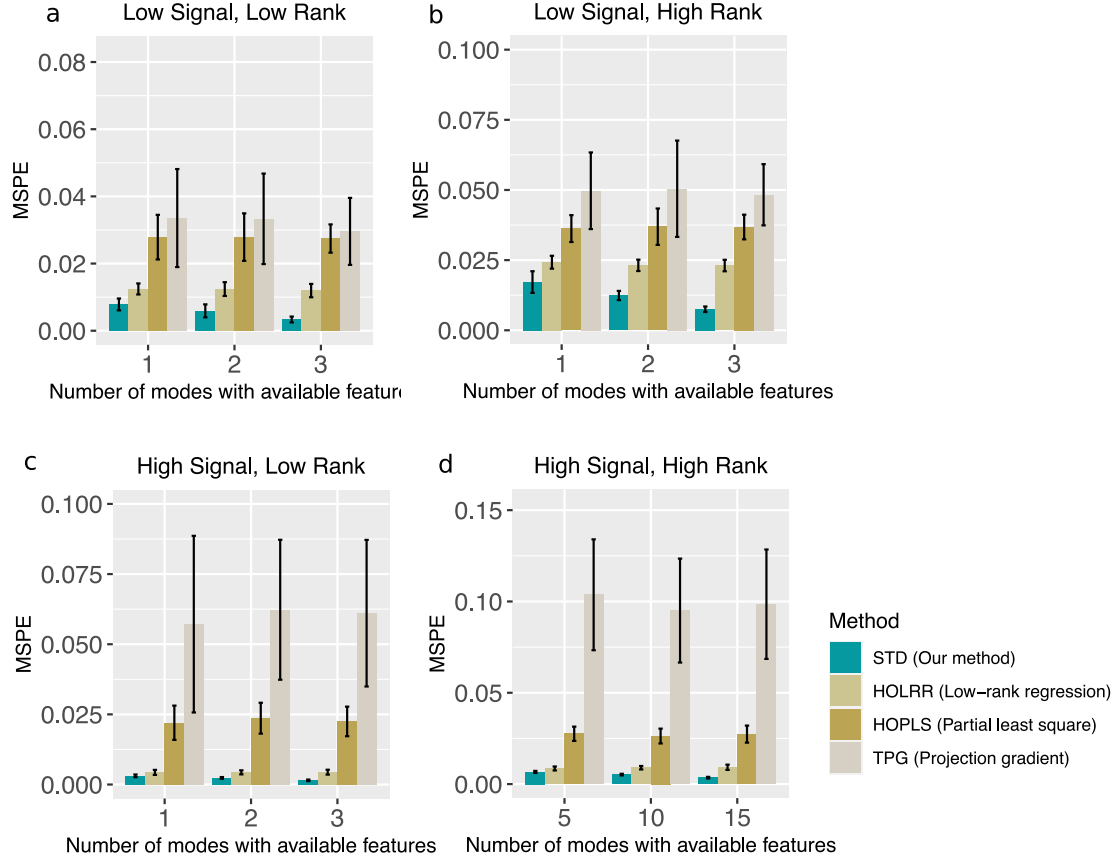 a
Low Signal, Low Rank
0.08
0.06
0.04
0.02
0.00
MSPE
1 2 3
Number of modes with available feature
b
Low Signal, High Rank
0.100
0.075
0.050
0.025
0.000
MSPE
1 2 3
Number of modes with available features
c
High Signal, Low Rank
0.100
0.075
0.050
0.025
0.000
MSPE
1 2 3
Number of modes with available features
d
High Signal, High Rank
0.15
0.10
0.05
0.00
MSPE
5 10 15
Number of modes with available features
Method
STD (Our method)
HOLRR (Low−rank regression)
HOPLS (Partial least square)
TPG (Projection gradient)